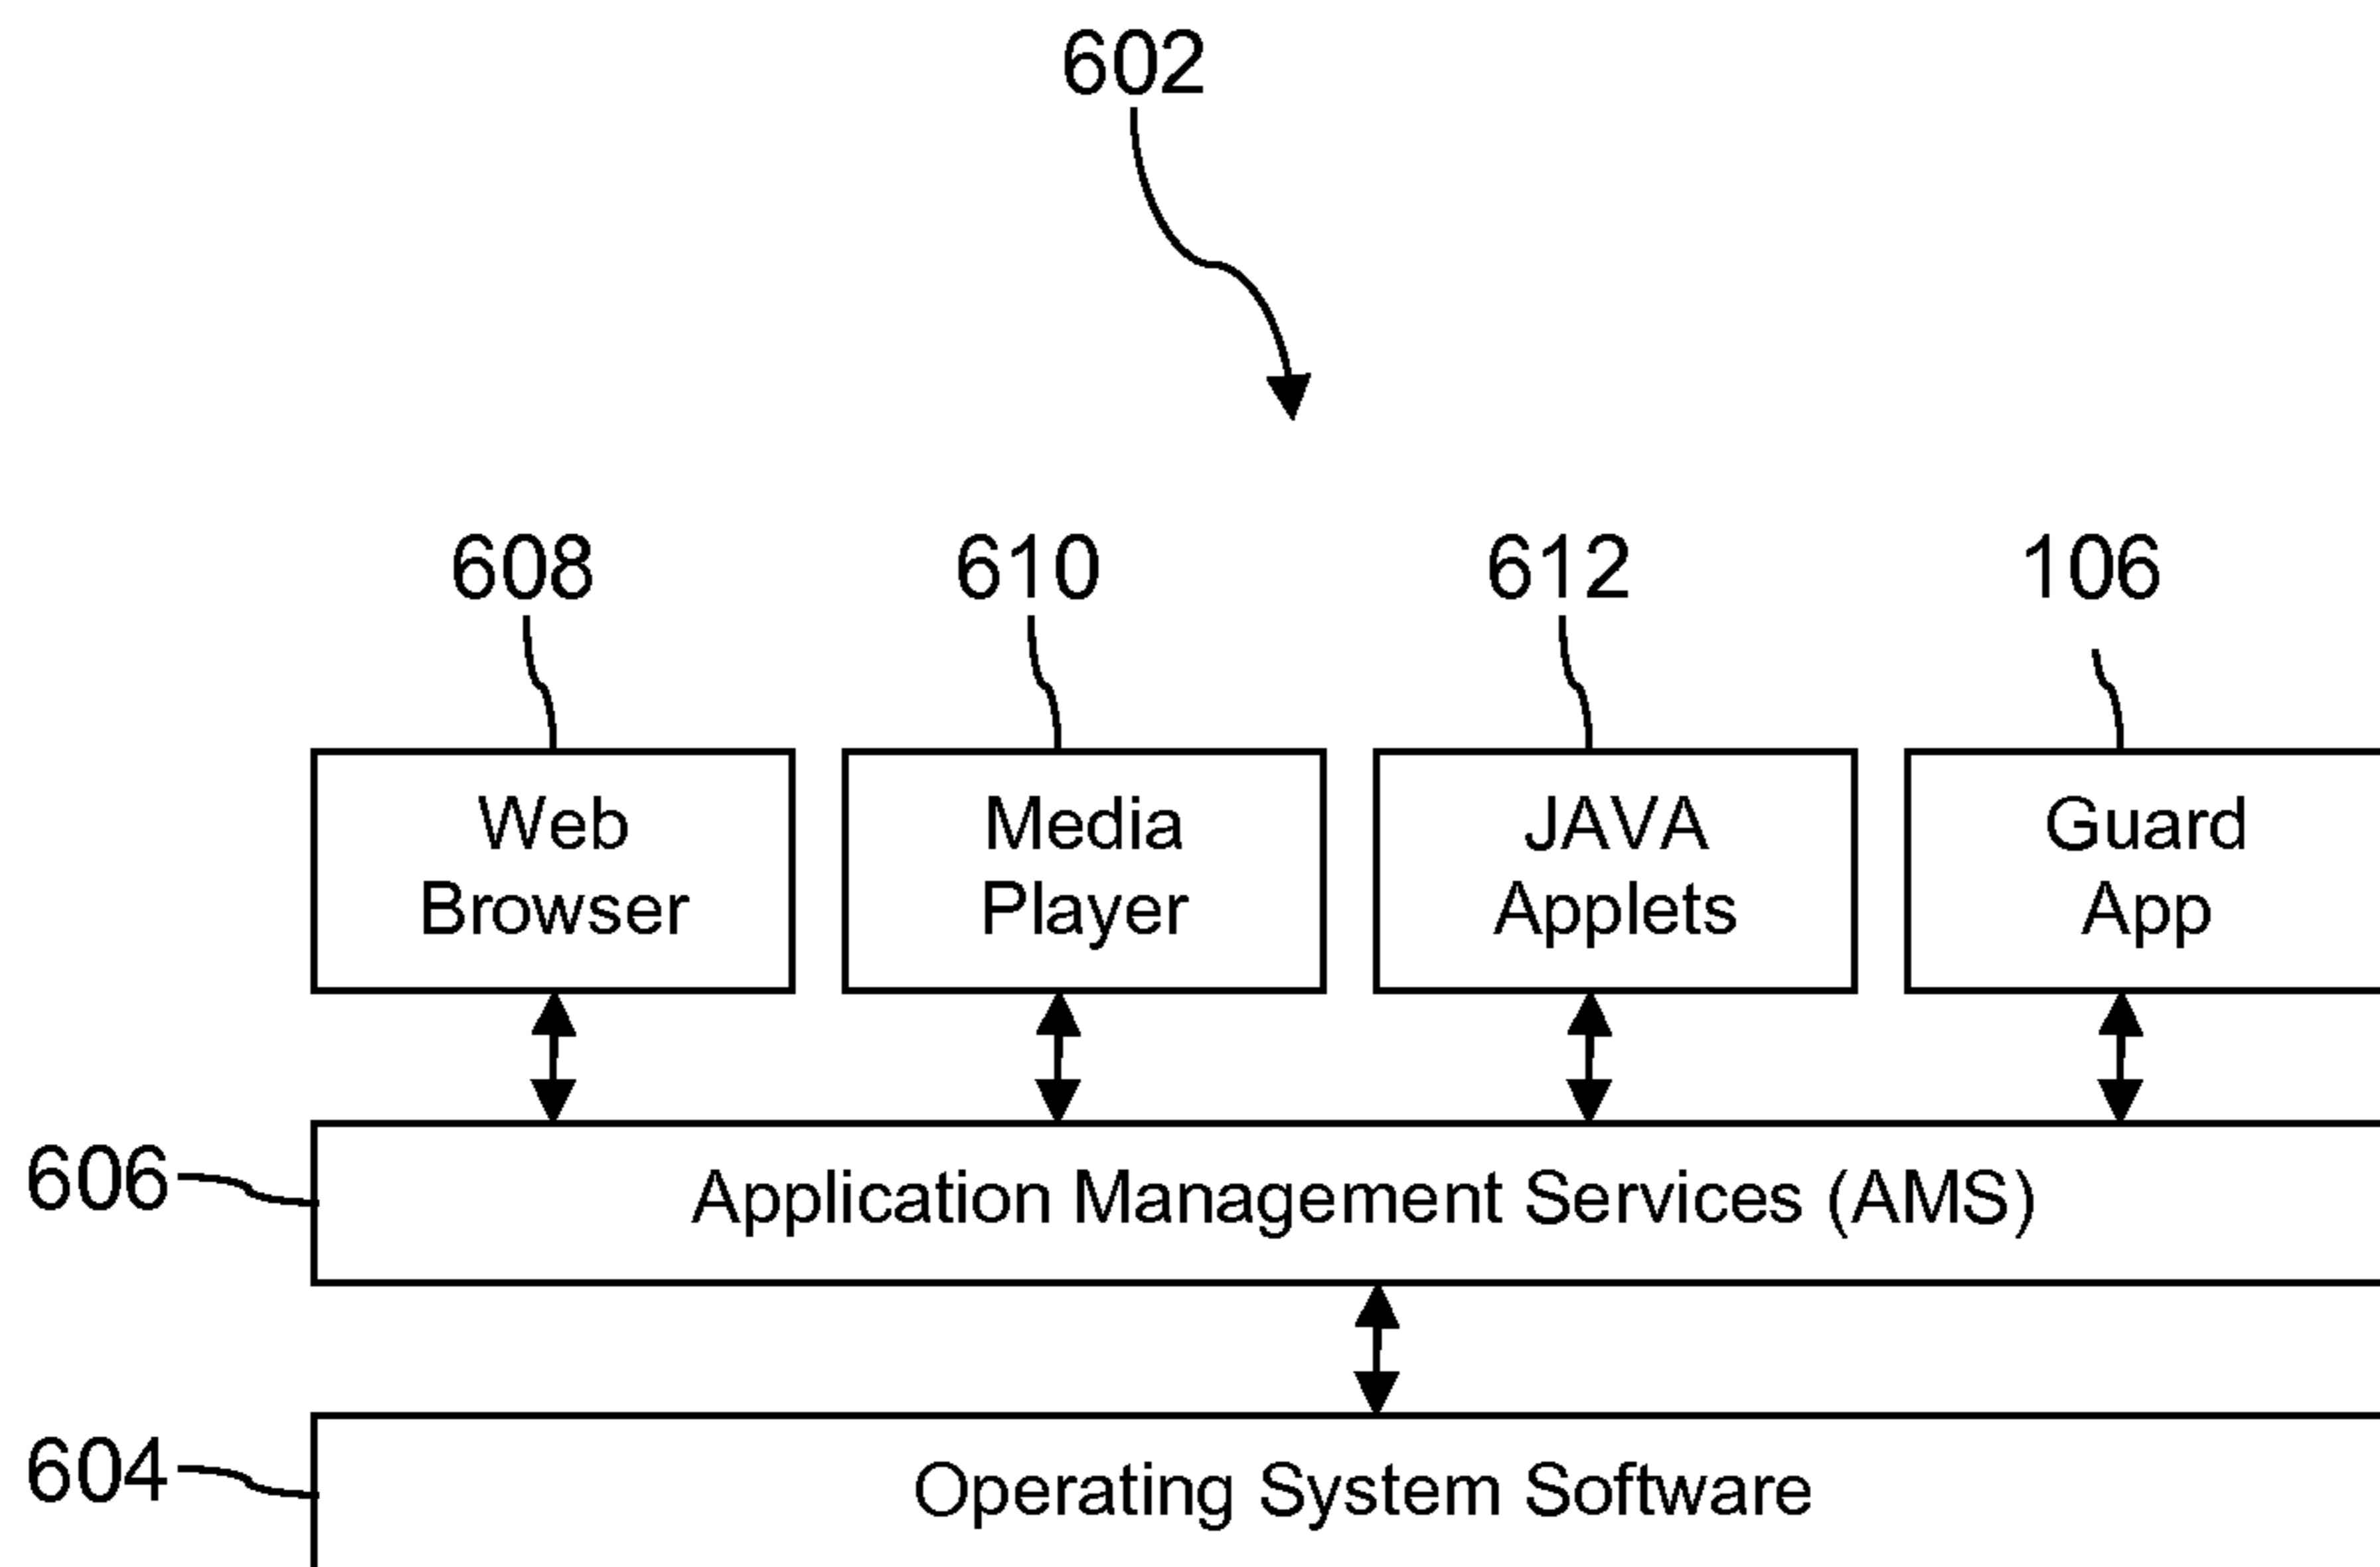 602
608
610
612
106
Web
Browser
Media
Player
JAVA
Applets
Guard
App
606
Application Management Services (AMS)
604
Operating System Software